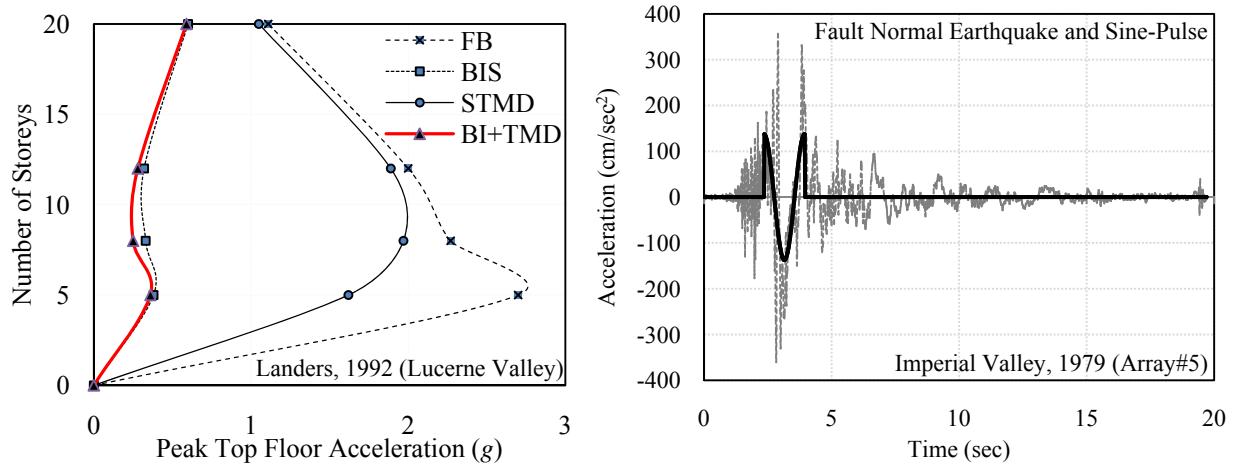 20
15
10
5
0
Number of Storeys
FB
BIS
STMD
BI+TMD
Landers, 1992 (Lucerne Valley)
0
1
2
3
Peak Top Floor Acceleration (g)
400
300
200
100
0
-100
-200
-300
-400
Acceleration (cm/sec²)
Fault Normal Earthquake and Sine-Pulse
Imperial Valley, 1979 (Array#5)
0
5
10
15
20
Time (sec)